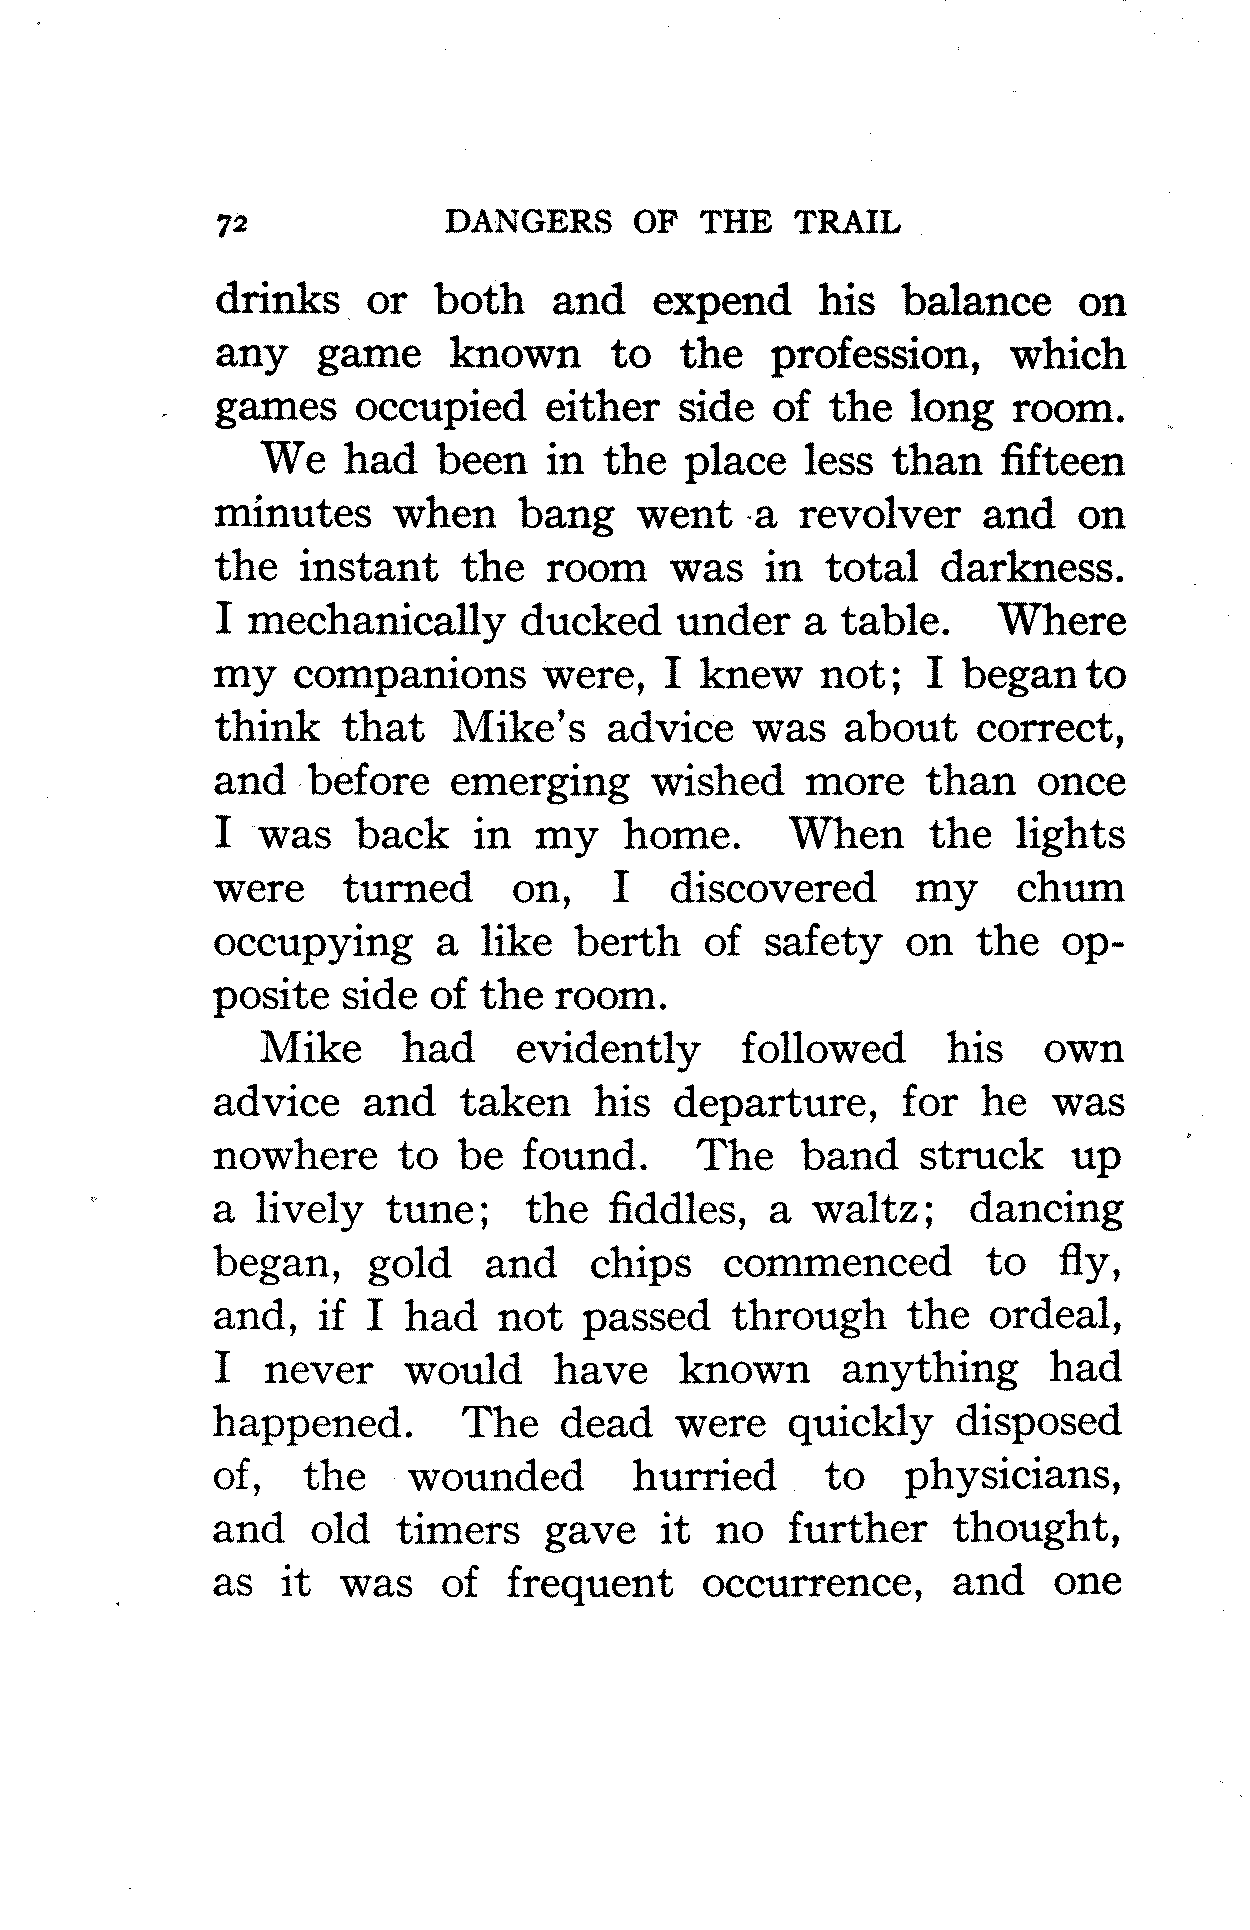 72 DANGERS OF THE TRAIL
drinks or both and expend his balance on
any game known to the profession, which
games occupied either side of the long room.
We had been in the place less than fifteen
minutes when bang went a revolver and on
the instant the room was in total darkness.
I mechanically ducked under a table. Where
my companions were, I knew not; I began to
think that Mike's advice was about correct,
and before emerging wished more than once
I was back in my home. When the lights
were turned on, I discovered my chum
occupying a like berth of safety on the op-
posite side of the room.
Mike had evidently followed his own
advice and taken his departure, for he was
nowhere to be found. The band struck up
a lively tune; the fiddles, a waltz; dancing
began, gold and chips commenced to fly,
and, if I had not passed through the ordeal,
I never would have known anything had
happened. The dead were quickly disposed
of, the wounded hurried to physicians,
and old timers gave it no further thought,
as it was of frequent occurrence, and one